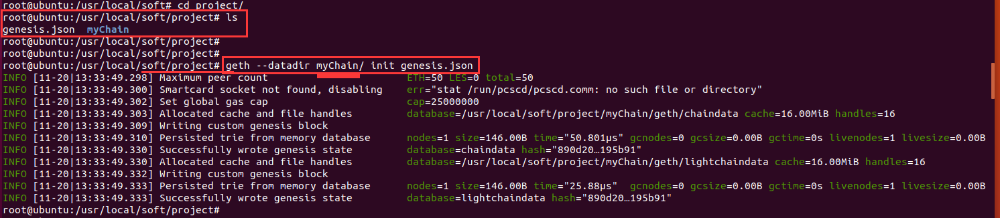 root@ubuntu:/usr/local/soft# cd project/
root@ubuntu:/usr/local/soft/project# ls
genesis.json  myChain
root@ubuntu:/usr/local/soft/project#
root@ubuntu:/usr/local/soft/project#
root@ubuntu:/usr/local/soft/project# geth --datadir myChain/ init genesis.json
INFO [11-20|13:33:49.298] Maximum peer count                       ETH=50 LES=0 total=50
INFO [11-20|13:33:49.300] Smartcard socket not found, disabling    err="stat /run/pcscd/pcscd.comm: no such file or directory"
INFO [11-20|13:33:49.302] Set global gas cap                       cap=25000000
INFO [11-20|13:33:49.303] Allocated cache and file handles         database=/usr/local/soft/project/myChain/geth/chaindata cache=16.00MiB handles=16
INFO [11-20|13:33:49.309] Writing custom genesis block
INFO [11-20|13:33:49.310] Persisted trie from memory database      nodes=1 size=146.00B time="50.801µs" gcnodes=0 gcsize=0.00B gctime=0s livenodes=1 livesize=0.00B
INFO [11-20|13:33:49.330] Successfully wrote genesis state         database=chaindata hash="890d20…195b91"
INFO [11-20|13:33:49.330] Allocated cache and file handles         database=/usr/local/soft/project/myChain/geth/lightchaindata cache=16.00MiB handles=16
INFO [11-20|13:33:49.332] Writing custom genesis block
INFO [11-20|13:33:49.333] Persisted trie from memory database      nodes=1 size=146.00B time="25.88µs"  gcnodes=0 gcsize=0.00B gctime=0s livenodes=1 livesize=0.00B
INFO [11-20|13:33:49.333] Successfully wrote genesis state         database=lightchaindata hash="890d20…195b91"
root@ubuntu:/usr/local/soft/project#